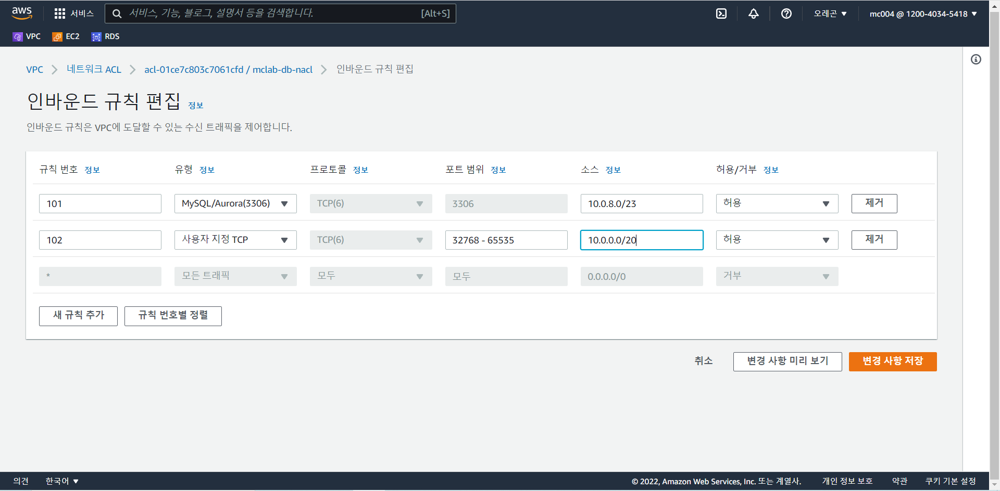 aws 서비스 서비스, 기능, 블로그, 설명서 등을 검색합니다. [Alt+S] 오레곤 ▼ mc004 @ 1200-4034-5418 ▼
VPC EC2 RDS
VPC > 네트워크 ACL > acl-01ce7c803c7061cfd / mclab-db-nacl > 인바운드 규칙 편집
인바운드 규칙 편집 정보
인바운드 규칙은 VPC에 도달할 수 있는 수신 트래픽을 제어합니다.
규칙 번호 정보 유형 정보 프로토콜 정보 포트 범위 정보 소스 정보 허용/거부 정보
101 MySQL/Aurora(3306) TCP(6) 3306 10.0.8.0/23 허용 제거
102 사용자 지정 TCP TCP(6) 32768 - 65535 10.0.0.0/20 허용 제거
* 모든 트래픽 모두 모두 0.0.0.0/0 거부
새 규칙 추가 규칙 번호별 정렬
취소 변경 사항 미리 보기 변경 사항 저장
의견 한국어 ▼ © 2022, Amazon Web Services, Inc. 또는 계열사. 개인 정보 보호 약관 쿠키 기본 설정